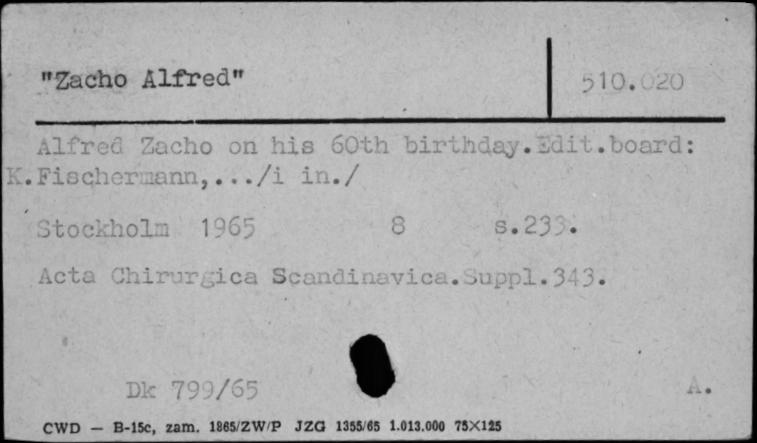 "Zacho Alfred" 510.020
Alfred Zacho on his 60th birthday.Edit.board:
K.Fischermann,.../i in./
Stockholm 1965 8 s.233.
Acta Chirurgica Scandinavica.Suppl.343.
Dk 799/65 A.
CWD — B-15c, zam. 1865/ZW/P JZG 1355/65 1.013.000 75X125